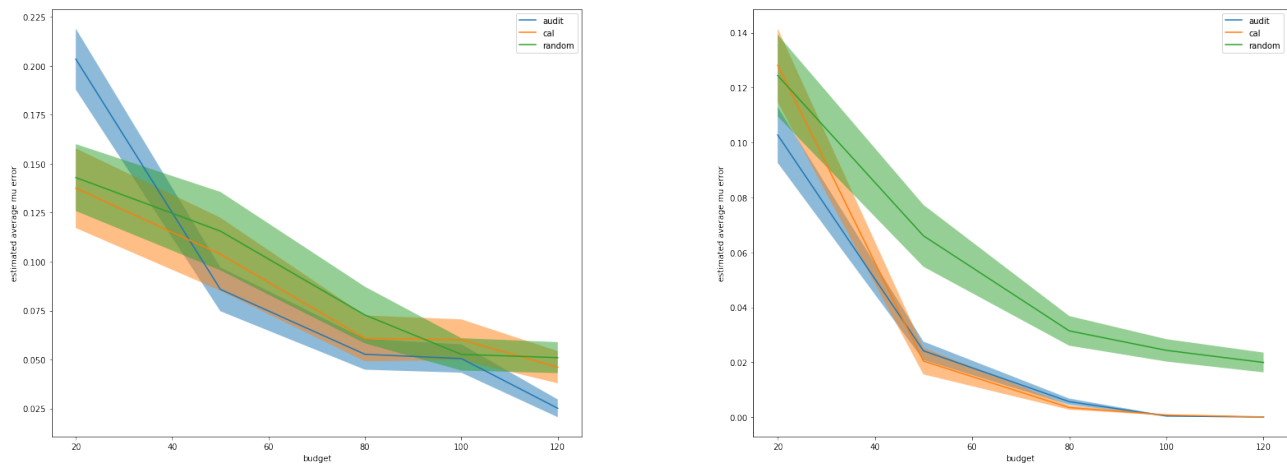 0.225
0.200
0.175
0.150
0.125
0.100
0.075
0.050
0.025
estimated average mu error
20 40 60 80 100 120
budget
audit
cal
random
0.14
0.12
0.10
0.08
0.06
0.04
0.02
0.00
estimated average mu error
20 40 60 80 100 120
budget
audit
cal
random